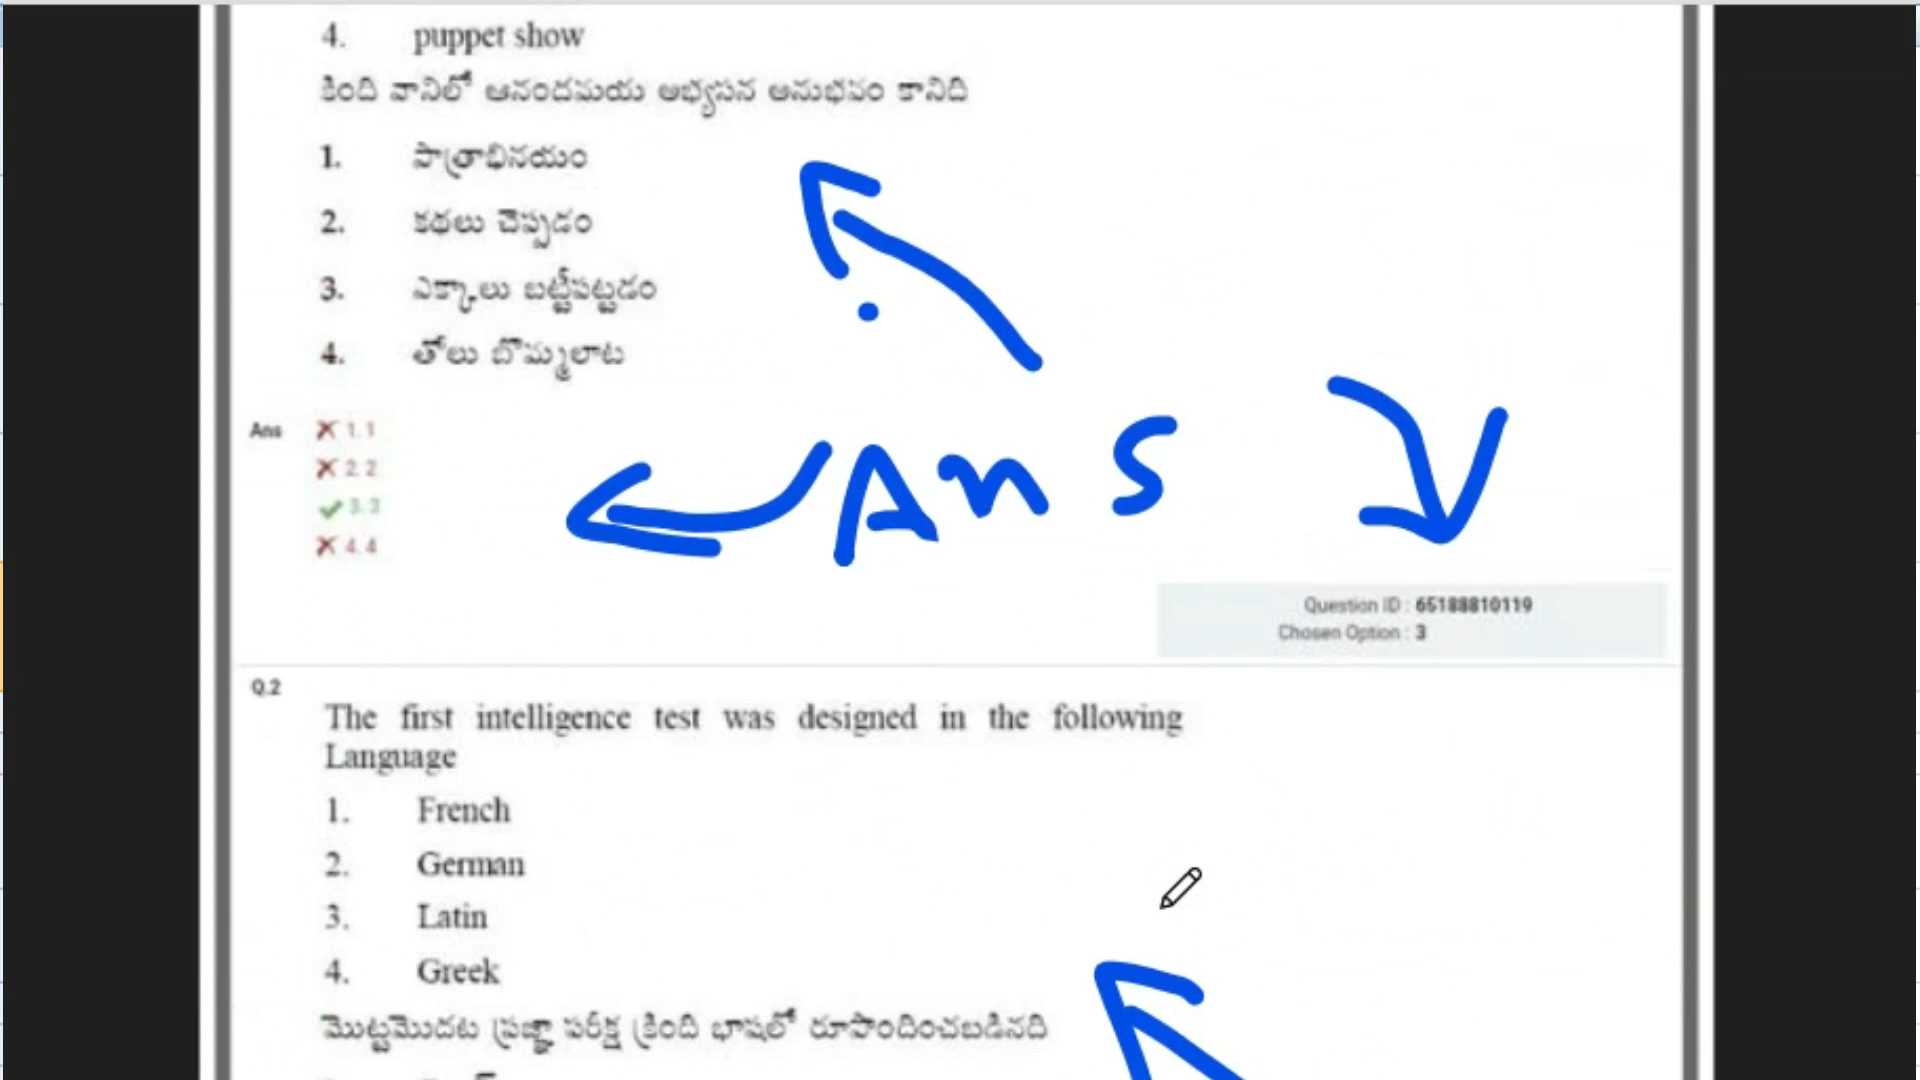 4. puppet show
కింది వానిలో ఆనందమయ అభ్యసన అనుభవం కానిది
1. పాత్రాభినయం
2. కథలు చెప్పడం
3. ఎక్కాలు బట్టీపట్టడం
4. తోలు బొమ్మలాట
Ans
1. 1
2. 2
3. 3
4. 4
Ans
Question ID : 65188810119
Chosen Option : 3
Q.2
The first intelligence test was designed in the following
Language
1. French
2. German
3. Latin
4. Greek
మొట్టమొదట ప్రజ్ఞా పరీక్ష క్రింది భాషలో రూపొందించబడినది